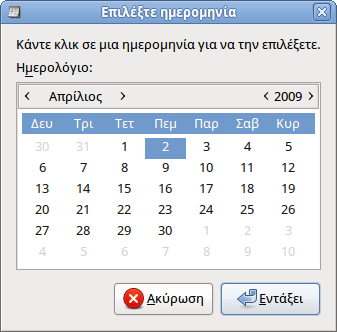 Επιλέξτε ημερομηνία
Κάντε κλικ σε μια ημερομηνία για να την επιλέξετε.
Ημερολόγιο:
< Απρίλιος > < 2009 >
Δευ Τρι Τετ Πεμ Παρ Σαβ Κυρ
30 31 1 2 3 4 5
6 7 8 9 10 11 12
13 14 15 16 17 18 19
20 21 22 23 24 25 26
27 28 29 30 1 2 3
4 5 6 7 8 9 10
Ακύρωση Εντάξει